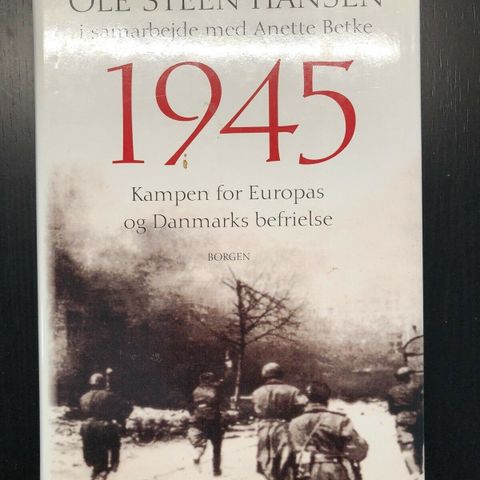 OLE STEEN HANSEN
i samarbejde med Anette Betke
1945
Kampen for Europas
og Danmarks befrielse
BORGEN